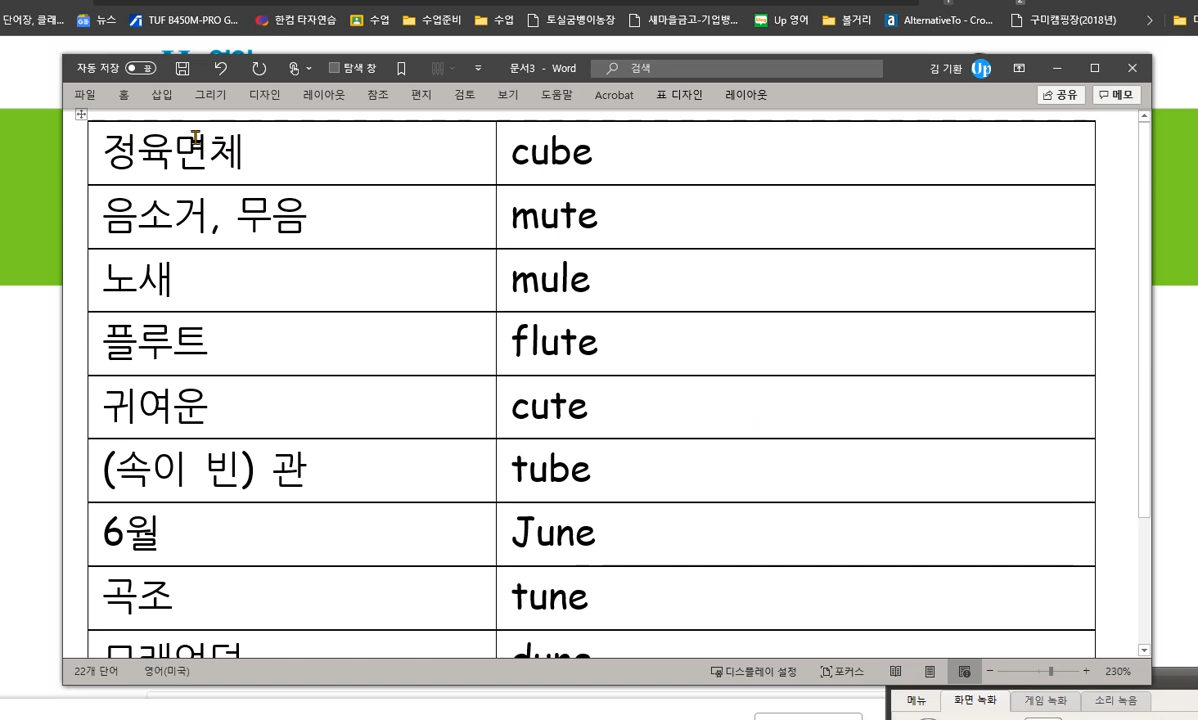 단어장, 클래... 뉴스 TUF B450M-PRO G... 한컴 타자연습 수업 수업준비 수업 토실굼벵이농장 새마을금고-기업뱅... Up 영어 볼거리 AlternativeTo - Cro... 구미캠핑장(2018년)
자동 저장 끔 탐색 창 문서3 - Word 검색 김 기환 Up
파일 홈 삽입 그리기 디자인 레이아웃 참조 편지 검토 보기 도움말 Acrobat 표 디자인 레이아웃 공유 메모
정육면체 cube
음소거, 무음 mute
노새 mule
플루트 flute
귀여운 cute
(속이 빈) 관 tube
6월 June
곡조 tune
22개 단어 영어(미국) 디스플레이 설정 포커스 230%
메뉴 화면 녹화 게임 녹화 소리 녹음